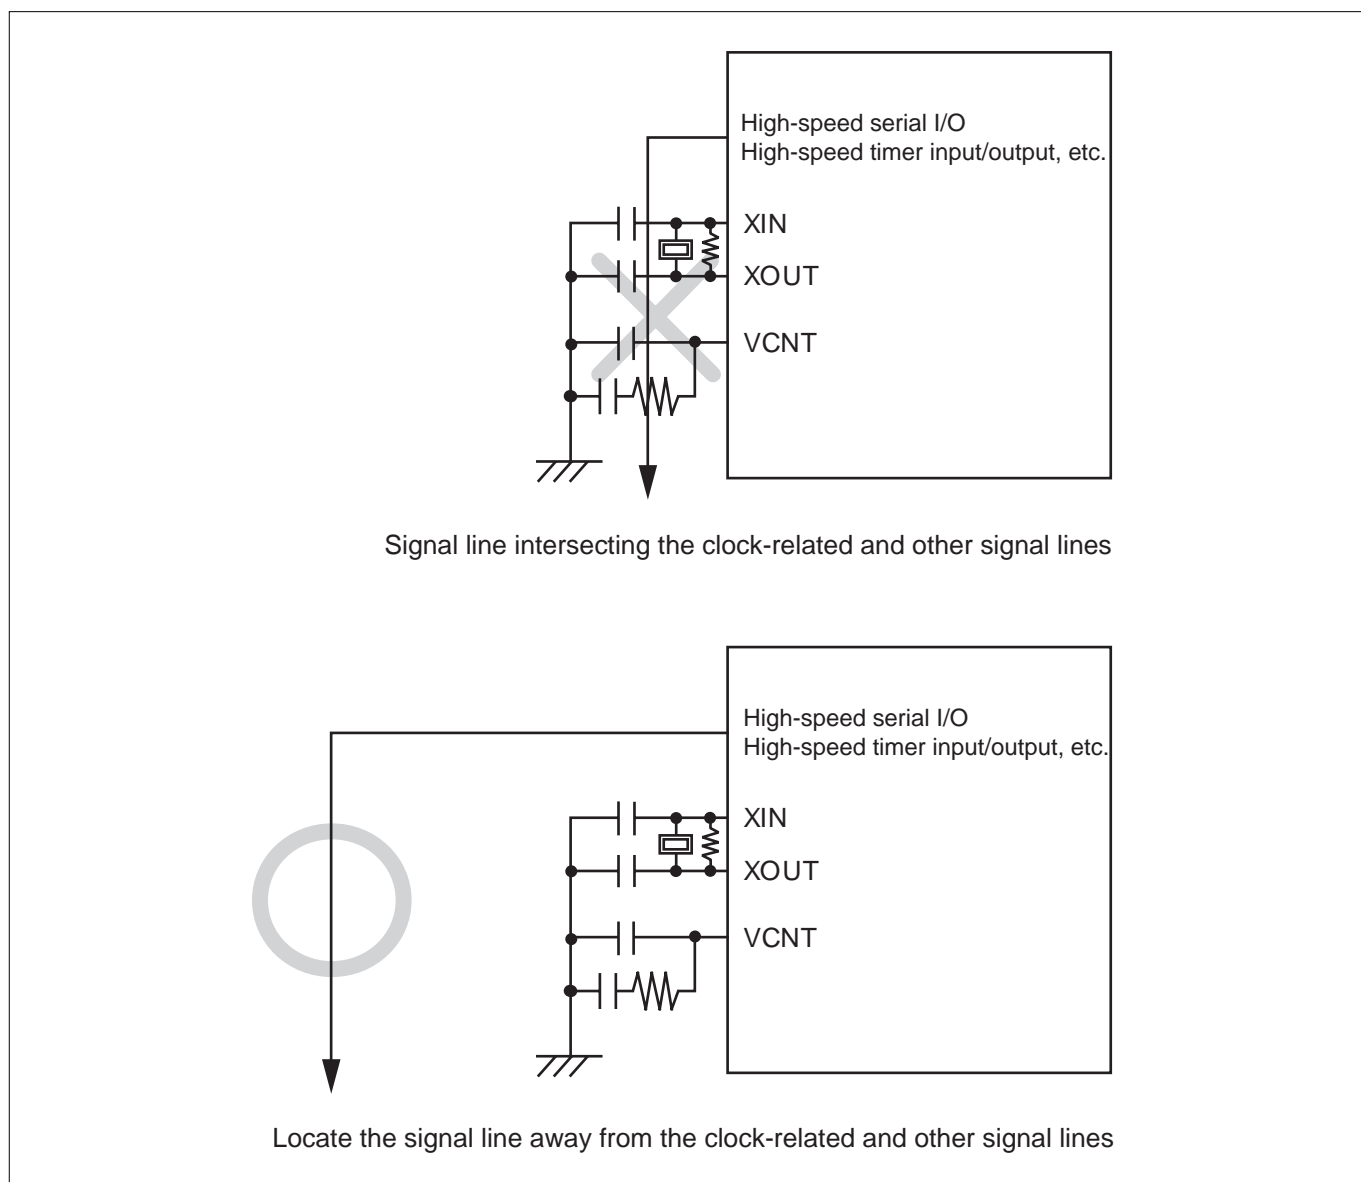 High-speed serial I/O
High-speed timer input/output, etc.
XIN
XOUT
VCNT
Signal line intersecting the clock-related and other signal lines
High-speed serial I/O
High-speed timer input/output, etc.
XIN
XOUT
VCNT
Locate the signal line away from the clock-related and other signal lines